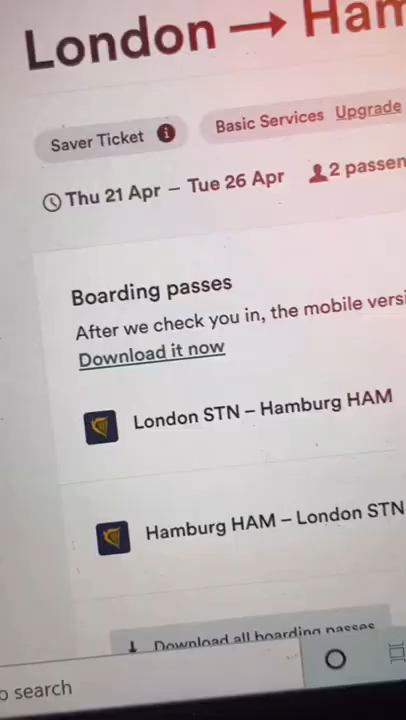 London → Ham
Saver Ticket i Basic Services Upgrade
Thu 21 Apr – Tue 26 Apr 2 passen
Boarding passes
After we check you in, the mobile versi
Download it now
London STN – Hamburg HAM
Hamburg HAM – London STN
Download all boarding passes
o search